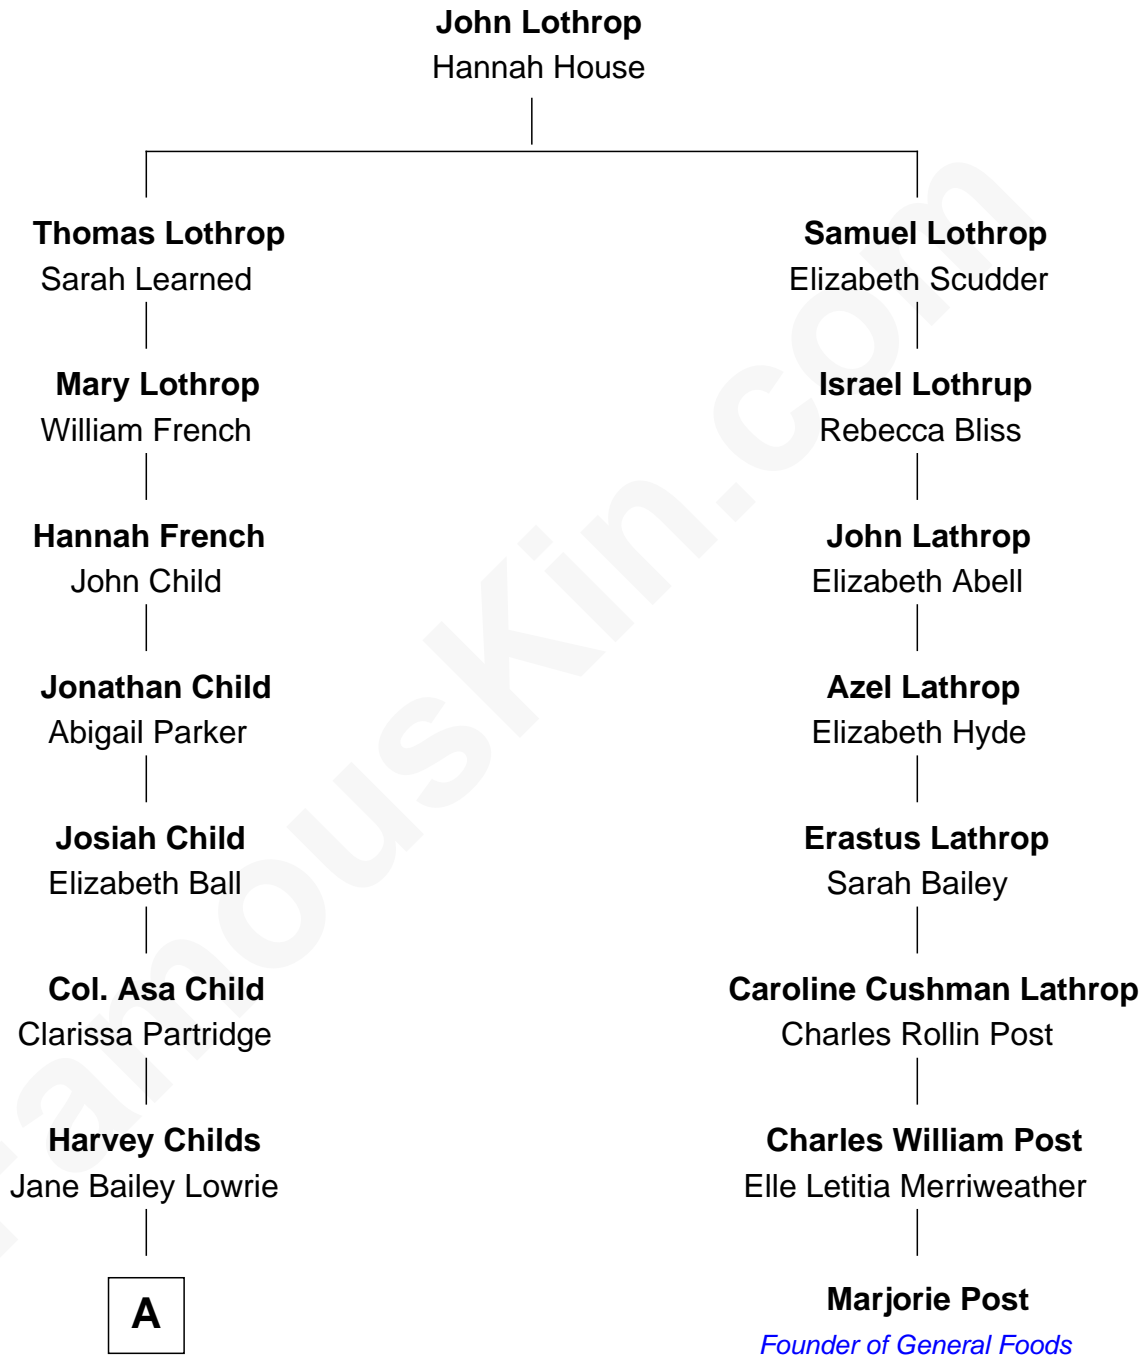 John Lothrop
Hannah House
Thomas Lothrop
Sarah Learned
Samuel Lothrop
Elizabeth Scudder
Mary Lothrop
William French
Israel Lothrup
Rebecca Bliss
Hannah French
John Child
John Lathrop
Elizabeth Abell
Jonathan Child
Abigail Parker
Azel Lathrop
Elizabeth Hyde
Josiah Child
Elizabeth Ball
Erastus Lathrop
Sarah Bailey
Col. Asa Child
Clarissa Partridge
Caroline Cushman Lathrop
Charles Rollin Post
Harvey Childs
Jane Bailey Lowrie
Charles William Post
Elle Letitia Merriweather
A
Marjorie Post
Founder of General Foods
FamousKin.com